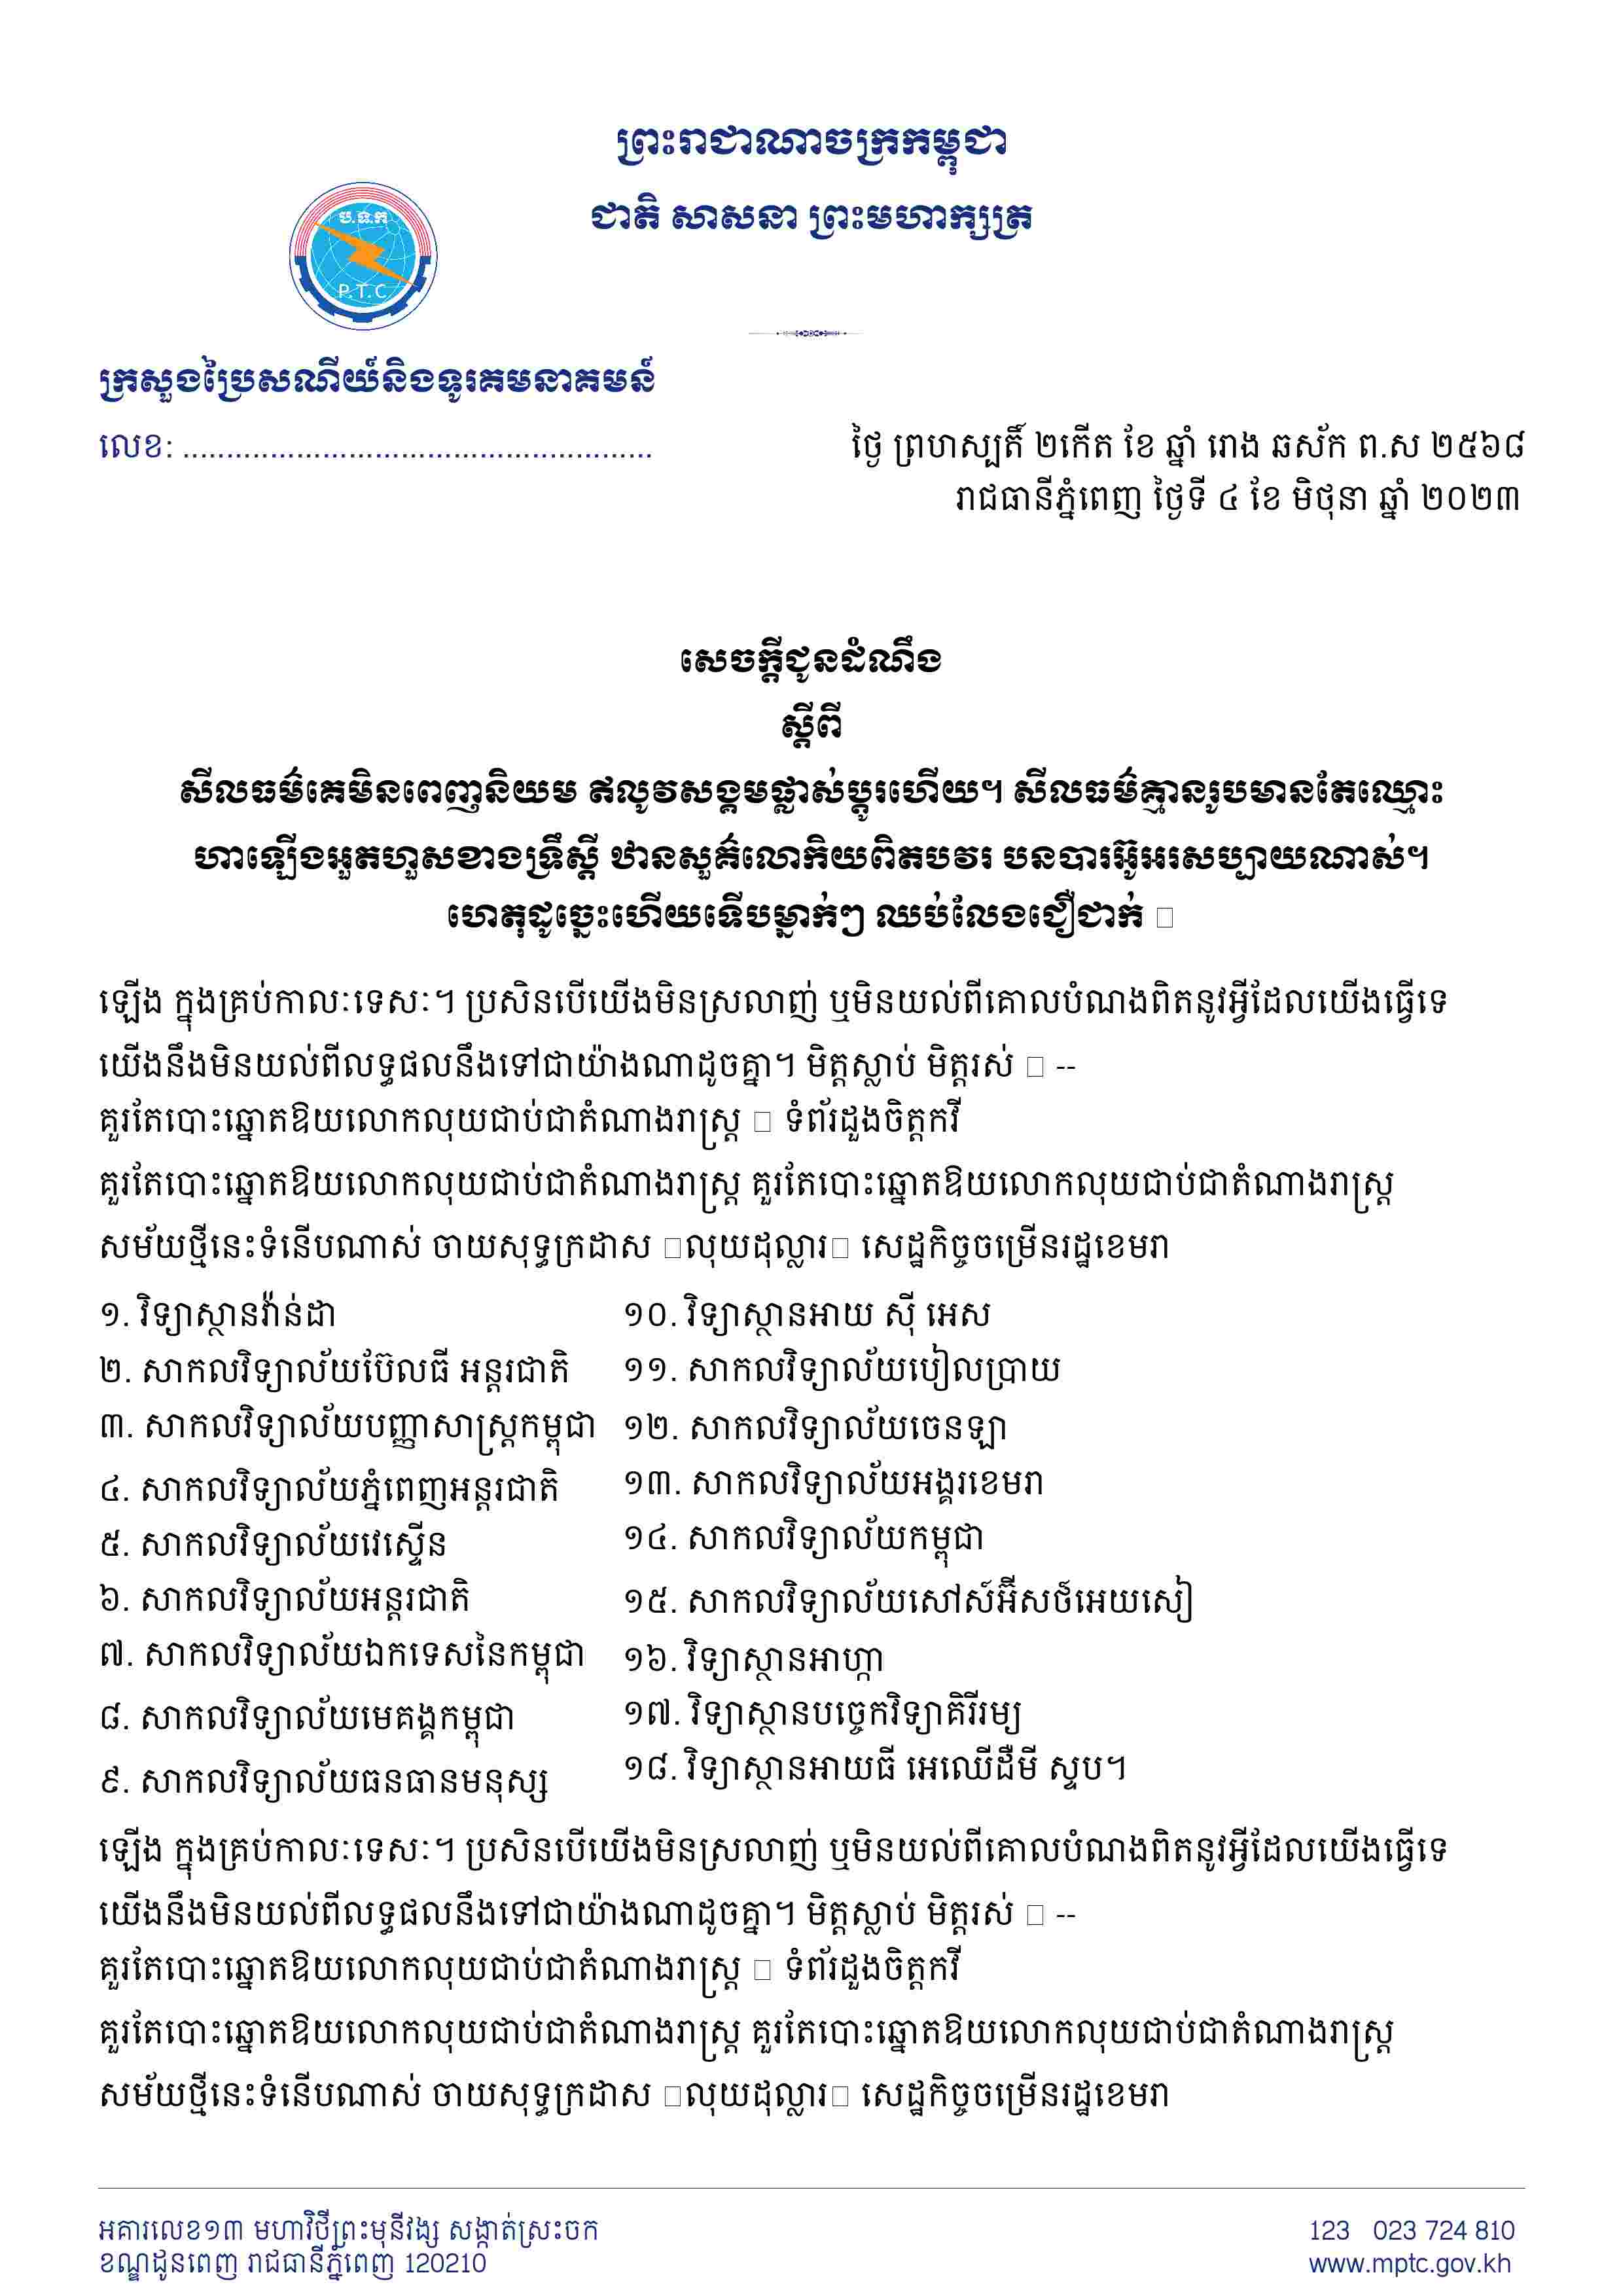 ព្រះរាជាណាចក្រកម្ពុជា
ជាតិ សាសនា ព្រះមហាក្សត្រ
ប.ទ.ក
P.T.C
ក្រសួងប្រៃសណីយ៍និងទូរគមនាគមន៍
លេខ: ......................................................
ថ្ងៃ ព្រហស្បតិ៍ ២កើត ខែ ឆ្នាំ រោង ឆស័ក ព.ស ២៥៦៨
រាជធានីភ្នំពេញ ថ្ងៃទី ៤ ខែ មិថុនា ឆ្នាំ ២០២៣
សេចក្តីជូនដំណឹង
ស្តីពី
សីលធម៌គេមិនពេញនិយម ឥលូវសង្គមផ្លាស់ប្តូរហើយ។ សីលធម៌គ្មានរូបមានតែឈ្មោះ
ហាឡើងអួតហួសខាងទ្រឹស្តី ឋានសួគ៌លោកិយពិតបវរ បនបារអ៊ូអរសប្បាយណាស់។
ហេតុដូច្នេះហើយទើបម្នាក់ៗ ឈប់លែងជឿជាក់
ឡើង ក្នុងគ្រប់កាលៈទេសៈ។ ប្រសិនបើយើងមិនស្រលាញ់ ឬមិនយល់ពីគោលបំណងពិតនូវអ្វីដែលយើងធ្វើទេ
យើងនឹងមិនយល់ពីលទ្ធផលនឹងទៅជាយ៉ាងណាដូចគ្នា។ មិត្តស្លាប់ មិត្តរស់ --
គួរតែបោះឆ្នោតឱយលោកលុយជាប់ជាតំណាងរាស្ត្រ ទំព័រដួងចិត្តកវី
គួរតែបោះឆ្នោតឱយលោកលុយជាប់ជាតំណាងរាស្ត្រ គួរតែបោះឆ្នោតឱយលោកលុយជាប់ជាតំណាងរាស្ត្រ
សម័យថ្មីនេះទំនើបណាស់ ចាយសុទ្ធក្រដាស លុយដុល្លារ សេដ្ឋកិច្ចចម្រើនរដ្ឋខេមរា
១. វិទ្យាស្ថានវ៉ាន់ដា
២. សាកលវិទ្យាល័យប៊ែលធី អន្តរជាតិ
៣. សាកលវិទ្យាល័យបញ្ញាសាស្ត្រកម្ពុជា
៤. សាកលវិទ្យាល័យភ្នំពេញអន្តរជាតិ
៥. សាកលវិទ្យាល័យវេស្ទើន
៦. សាកលវិទ្យាល័យអន្តរជាតិ
៧. សាកលវិទ្យាល័យឯកទេសនៃកម្ពុជា
៨. សាកលវិទ្យាល័យមេគង្គកម្ពុជា
៩. សាកលវិទ្យាល័យធនធានមនុស្ស
១០. វិទ្យាស្ថានអាយ ស៊ី អេស
១១. សាកលវិទ្យាល័យបៀលប្រាយ
១២. សាកលវិទ្យាល័យចេនឡា
១៣. សាកលវិទ្យាល័យអង្គរខេមរា
១៤. សាកលវិទ្យាល័យកម្ពុជា
១៥. សាកលវិទ្យាល័យសៅស៍អ៊ីសថ៍អេយសៀ
១៦. វិទ្យាស្ថានអាហ្កា
១៧. វិទ្យាស្ថានបច្ចេកវិទ្យាគិរីរម្យ
១៨. វិទ្យាស្ថានអាយធី អេឈើដឺមី ស្ទប។
ឡើង ក្នុងគ្រប់កាលៈទេសៈ។ ប្រសិនបើយើងមិនស្រលាញ់ ឬមិនយល់ពីគោលបំណងពិតនូវអ្វីដែលយើងធ្វើទេ
យើងនឹងមិនយល់ពីលទ្ធផលនឹងទៅជាយ៉ាងណាដូចគ្នា។ មិត្តស្លាប់ មិត្តរស់ --
គួរតែបោះឆ្នោតឱយលោកលុយជាប់ជាតំណាងរាស្ត្រ ទំព័រដួងចិត្តកវី
គួរតែបោះឆ្នោតឱយលោកលុយជាប់ជាតំណាងរាស្ត្រ គួរតែបោះឆ្នោតឱយលោកលុយជាប់ជាតំណាងរាស្ត្រ
សម័យថ្មីនេះទំនើបណាស់ ចាយសុទ្ធក្រដាស លុយដុល្លារ សេដ្ឋកិច្ចចម្រើនរដ្ឋខេមរា
អគារលេខ១៣ មហាវិថីព្រះមុនីវង្ស សង្កាត់ស្រះចក
ខណ្ឌដូនពេញ រាជធានីភ្នំពេញ 120210
123 023 724 810
www.mptc.gov.kh